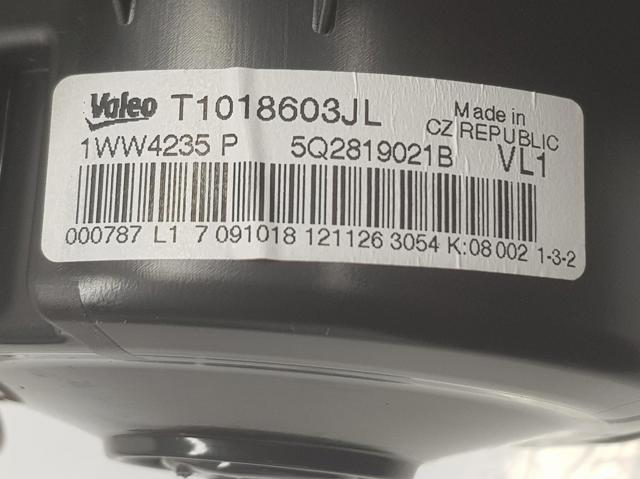 Valeo T1018603JL Made in
CZ REPUBLIC
1WW4235 P 5Q2819021B VL1
000787 L1 7 091018 121126 3054 K:08 002 1-3-2